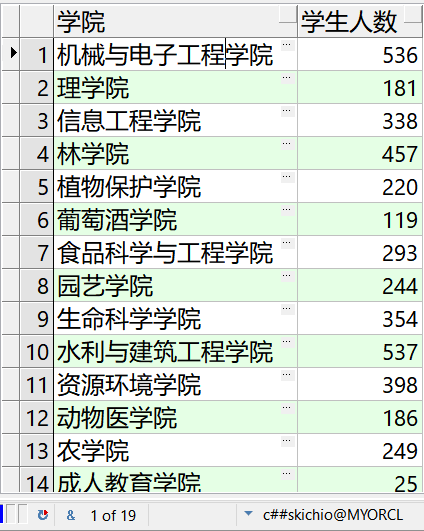 学院 学生人数
1 机械与电子工程学院 536
2 理学院 181
3 信息工程学院 338
4 林学院 457
5 植物保护学院 220
6 葡萄酒学院 119
7 食品科学与工程学院 293
8 园艺学院 244
9 生命科学学院 354
10 水利与建筑工程学院 537
11 资源环境学院 398
12 动物医学院 186
13 农学院 249
14 成人教育学院 25
& 1 of 19 c##skichio@MYORCL